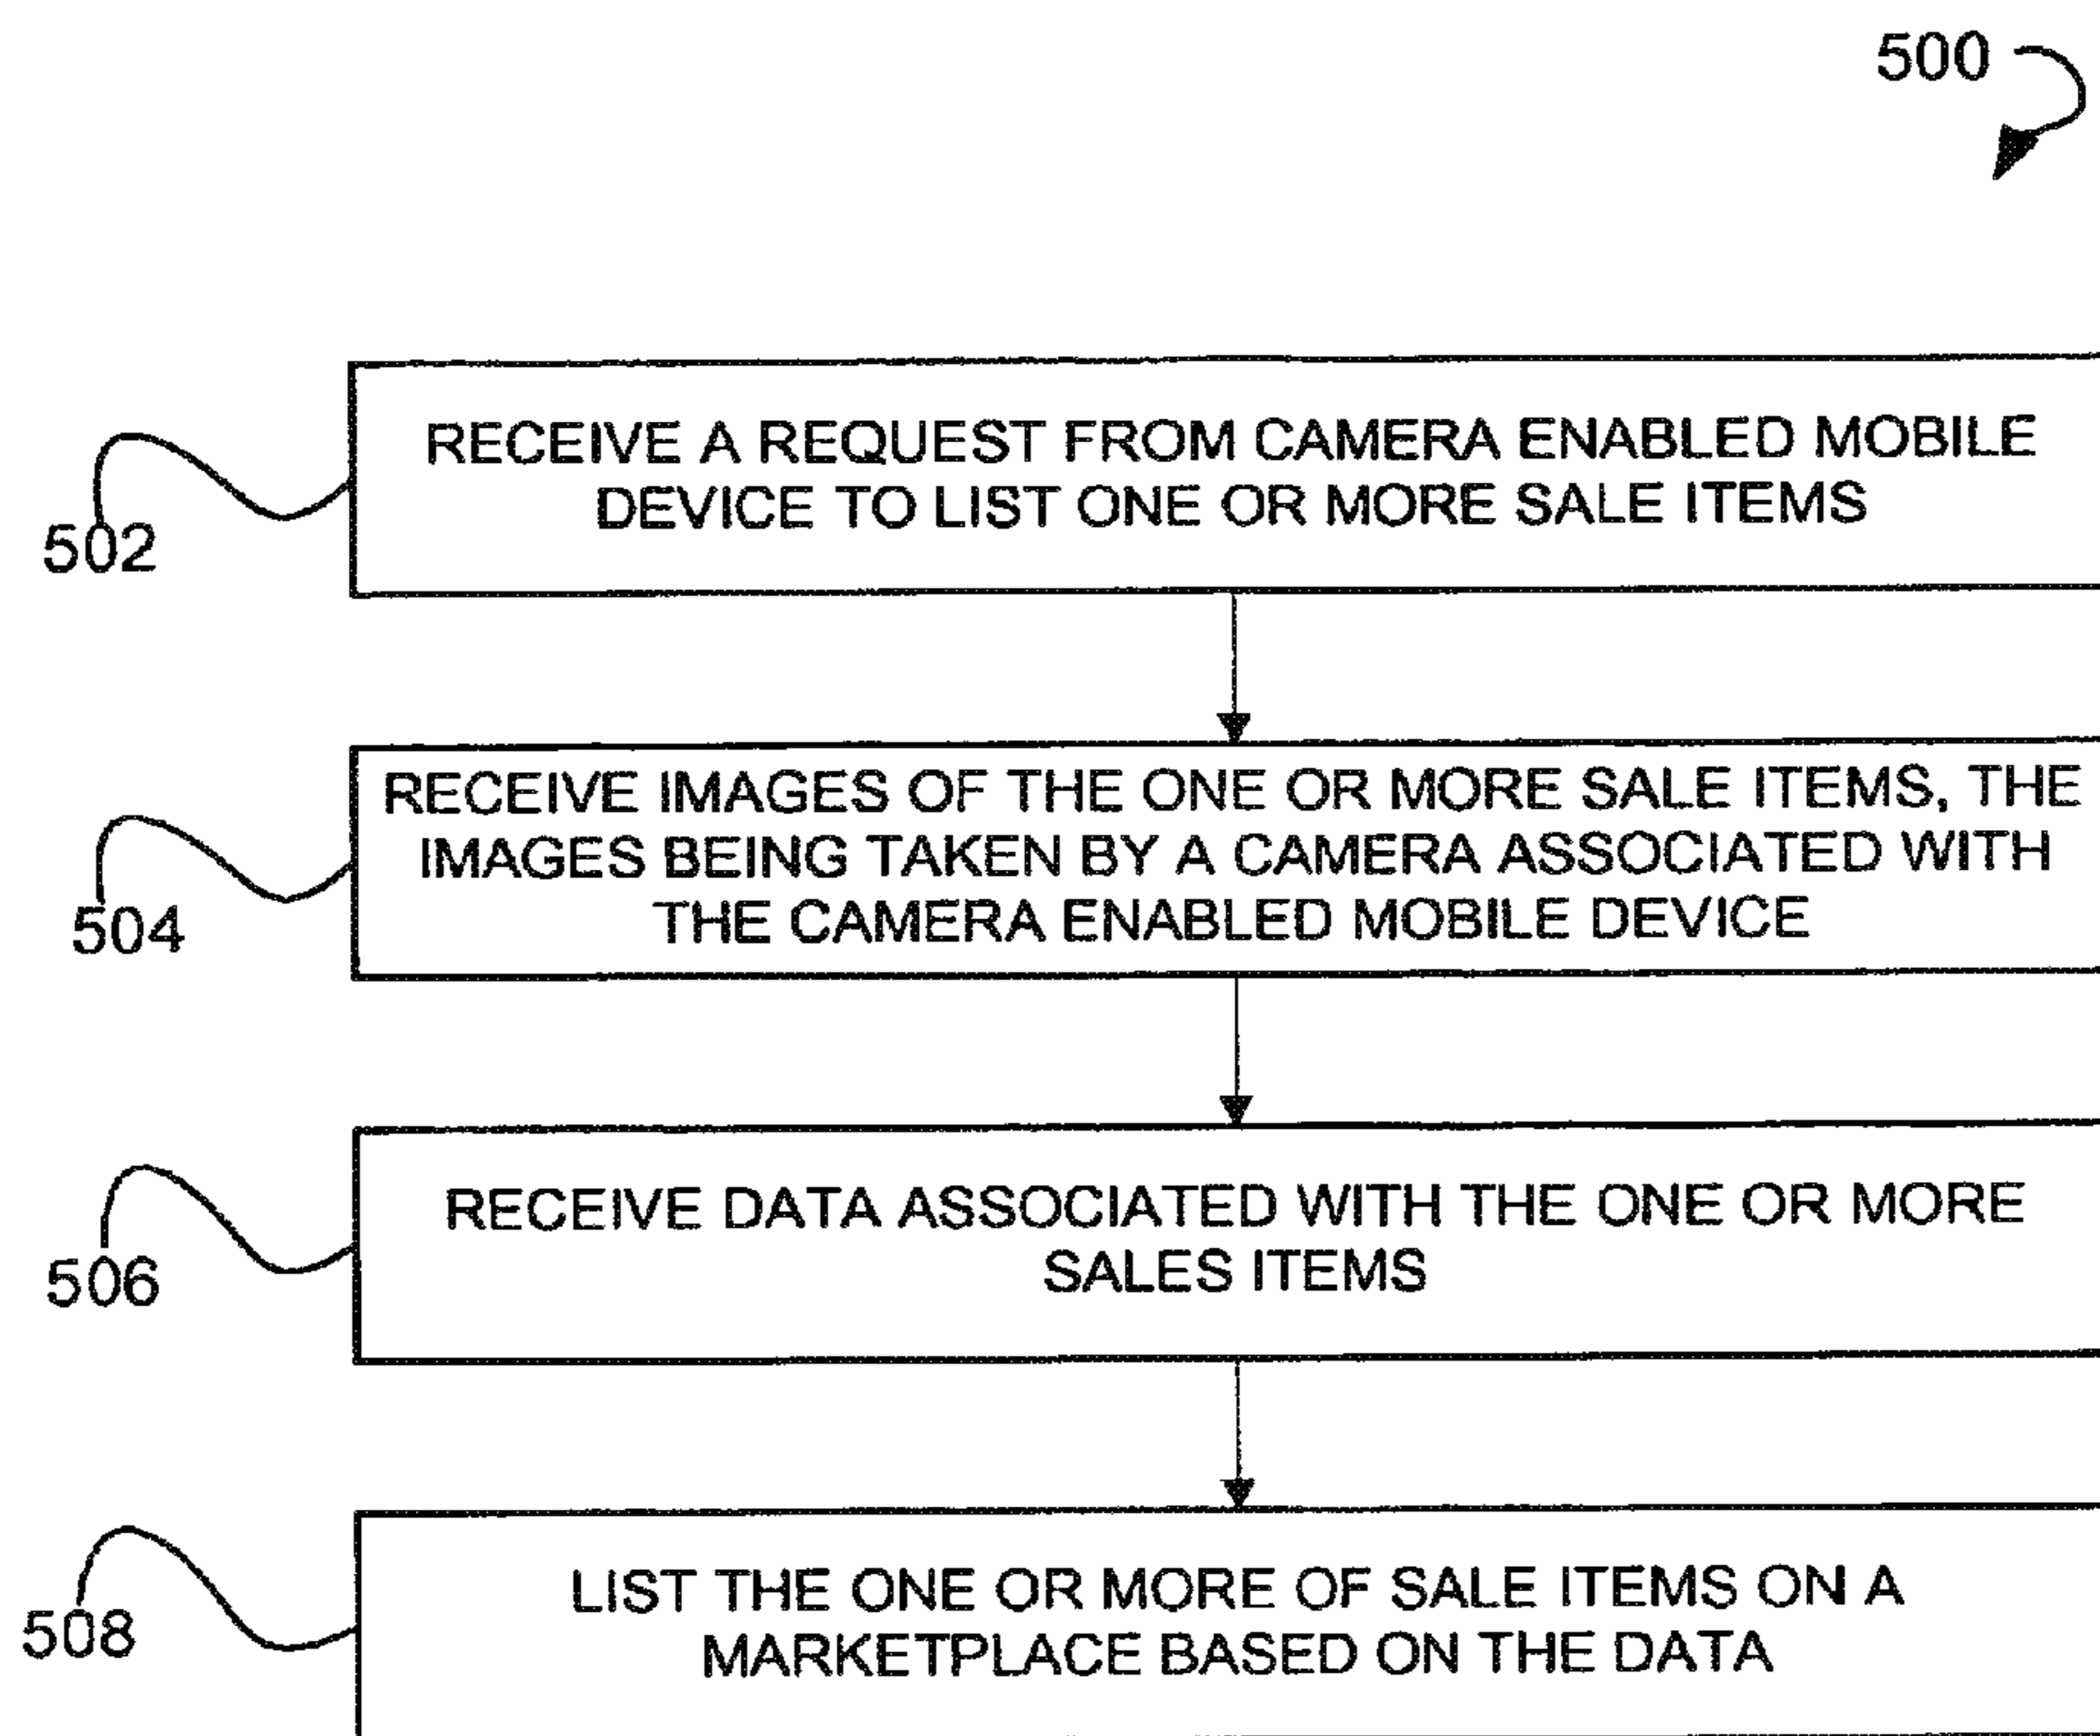 500
RECEIVE A REQUEST FROM CAMERA ENABLED MOBILE
DEVICE TO LIST ONE OR MORE SALE ITEMS
502
RECEIVE IMAGES OF THE ONE OR MORE SALE ITEMS, THE
IMAGES BEING TAKEN BY A CAMERA ASSOCIATED WITH
THE CAMERA ENABLED MOBILE DEVICE
504
RECEIVE DATA ASSOCIATED WITH THE ONE OR MORE
SALES ITEMS
506
LIST THE ONE OR MORE OF SALE ITEMS ON A
MARKETPLACE BASED ON THE DATA
508